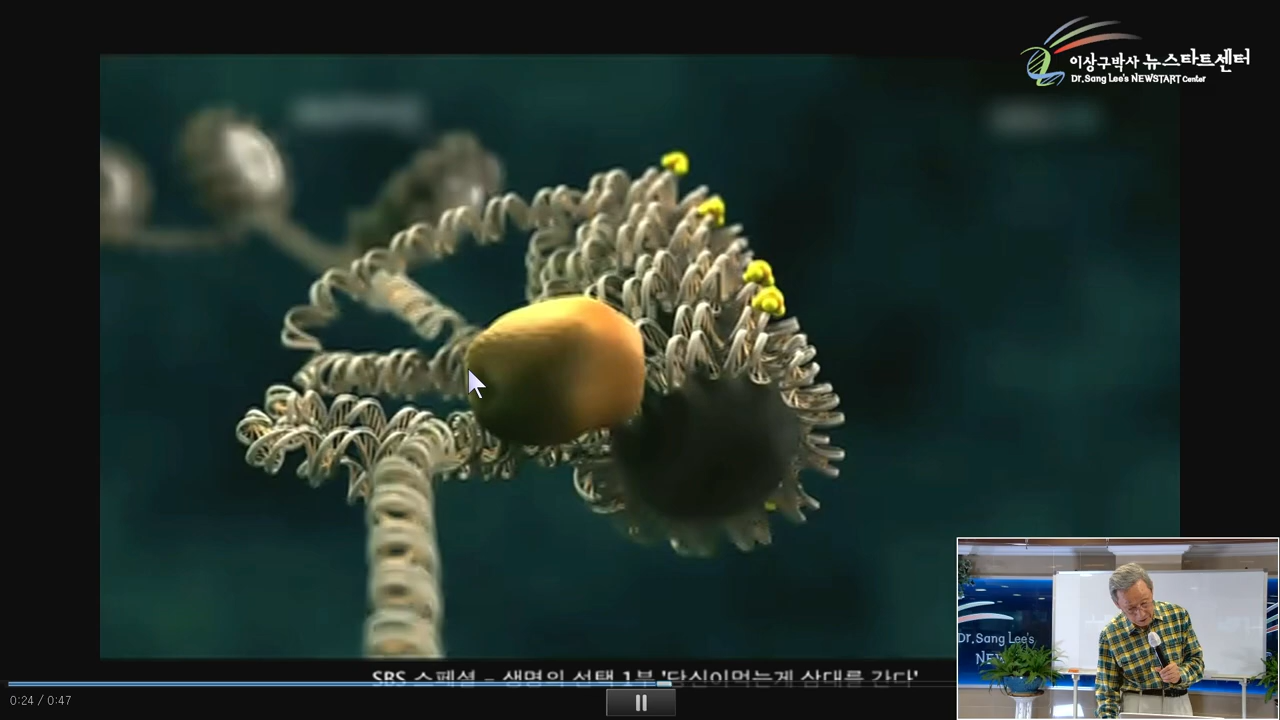 이상구박사 뉴스타트센터
Dr.Sang Lee's NEWSTART Center
Dr.Sang Lee's
NEW
SBS 스페셜 - 생명의 선택 1부 '당신이먹는게 삼대를 간다'
0:24 / 0:47